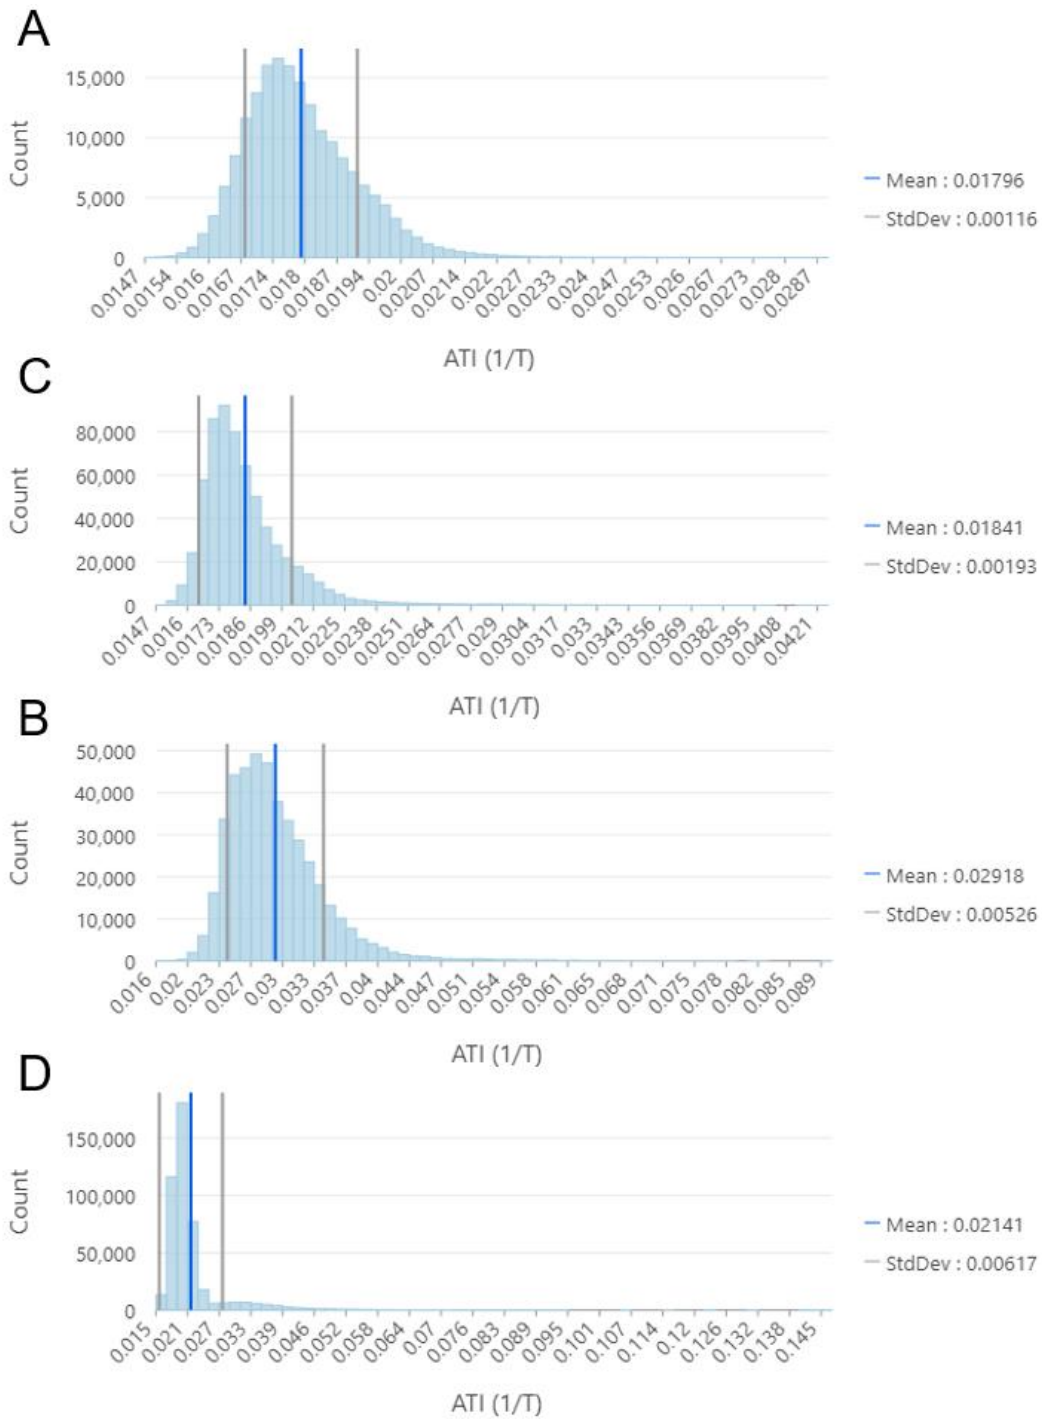 A
Count
15,000
10,000
5,000
0
0.0147 0.0154 0.016 0.0167 0.0174 0.018 0.0187 0.0194 0.02 0.0207 0.0214 0.022 0.0227 0.0233 0.024 0.0247 0.0253 0.026 0.0267 0.0273 0.028 0.0287
ATI (1/T)
Mean : 0.01796
StdDev : 0.00116
C
Count
80,000
60,000
40,000
20,000
0
0.0147 0.016 0.0173 0.0186 0.0199 0.0212 0.0225 0.0238 0.0251 0.0264 0.0277 0.029 0.0304 0.0317 0.033 0.0343 0.0356 0.0369 0.0382 0.0395 0.0408 0.0421
ATI (1/T)
Mean : 0.01841
StdDev : 0.00193
B
Count
50,000
40,000
30,000
20,000
10,000
0
0.016 0.02 0.023 0.027 0.03 0.033 0.037 0.04 0.044 0.047 0.051 0.054 0.058 0.061 0.065 0.068 0.071 0.075 0.078 0.082 0.085 0.089
ATI (1/T)
Mean : 0.02918
StdDev : 0.00526
D
Count
150,000
100,000
50,000
0
0.015 0.021 0.027 0.033 0.039 0.046 0.052 0.058 0.064 0.07 0.076 0.083 0.089 0.095 0.101 0.107 0.114 0.12 0.126 0.132 0.138 0.145
ATI (1/T)
Mean : 0.02141
StdDev : 0.00617